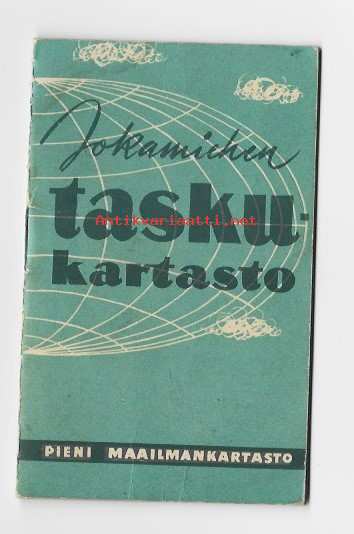 Jokamiehen
tasku-
Antikvariaatti.net
kartasto
PIENI MAAILMANKARTASTO